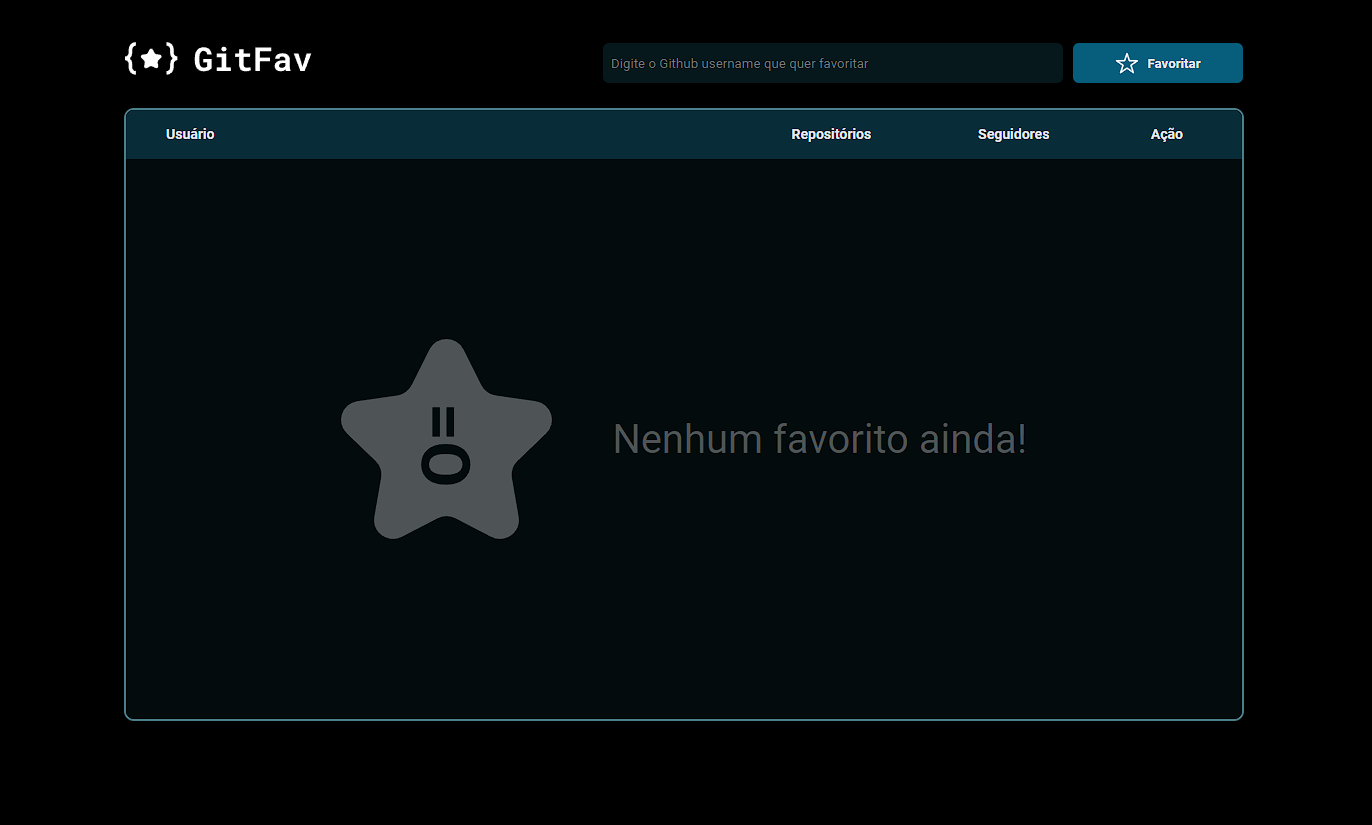 {★} GitFav
Digite o Github username que quer favoritar
Favoritar
Usuário Repositórios Seguidores Ação
Nenhum favorito ainda!